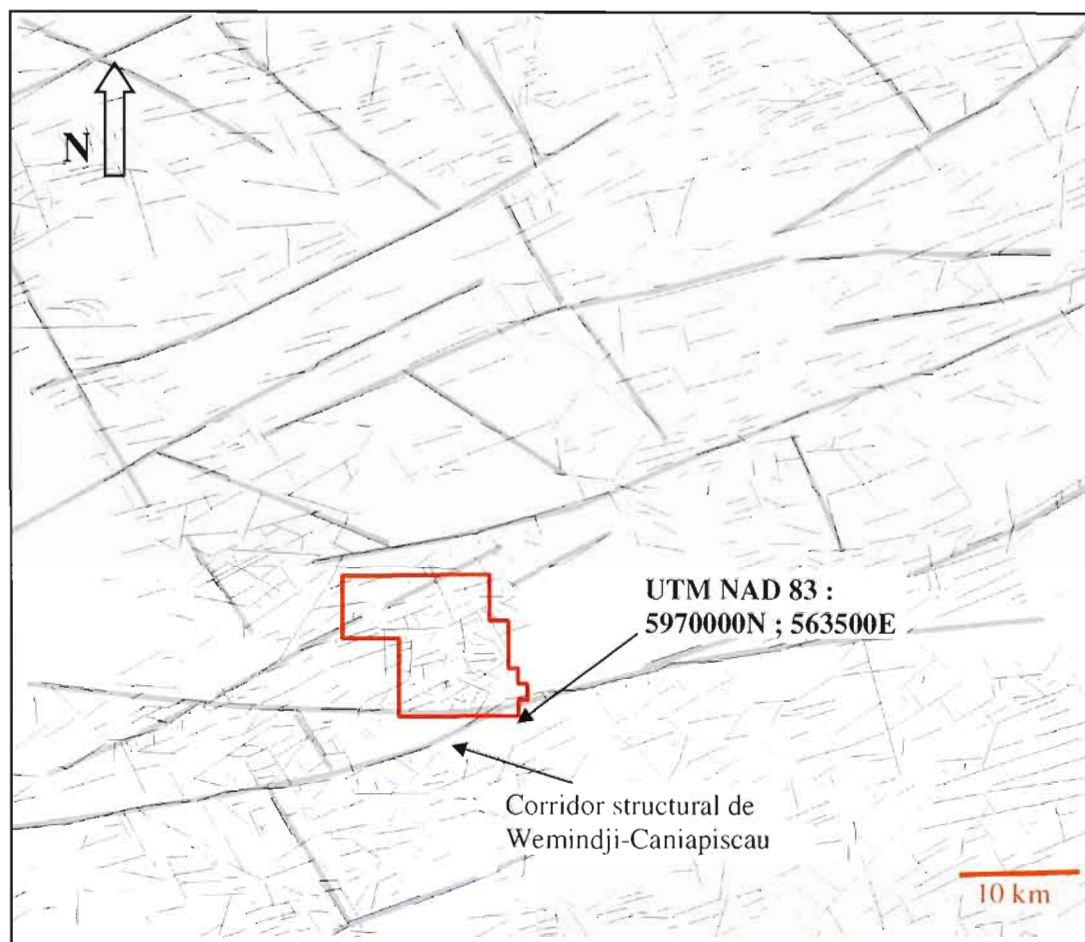 N
UTM NAD 83 :
5970000N ; 563500E
Corridor structural de
Wemindji-Caniapiscau
10 km